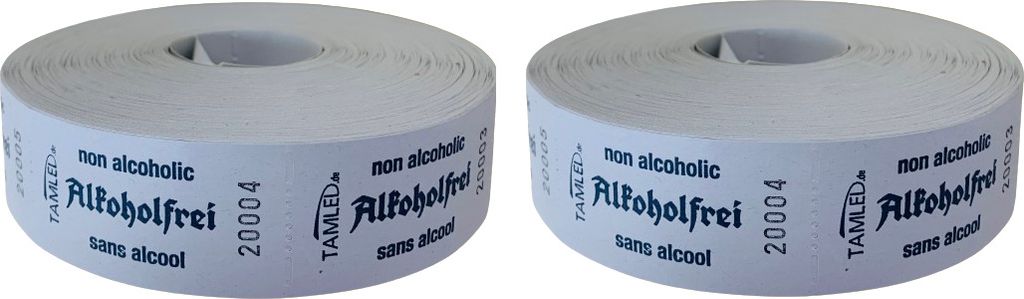 20005
TAMLED.de
non alcoholic
Alkoholfrei
sans alcool
20004
TAMLED.de
non alcoholic
Alkoholfrei
sans alcool
20003
20005
TAMLED.de
non alcoholic
Alkoholfrei
sans alcool
20004
TAMLED.de
non alcoholic
Alkoholfrei
sans alcool
20003